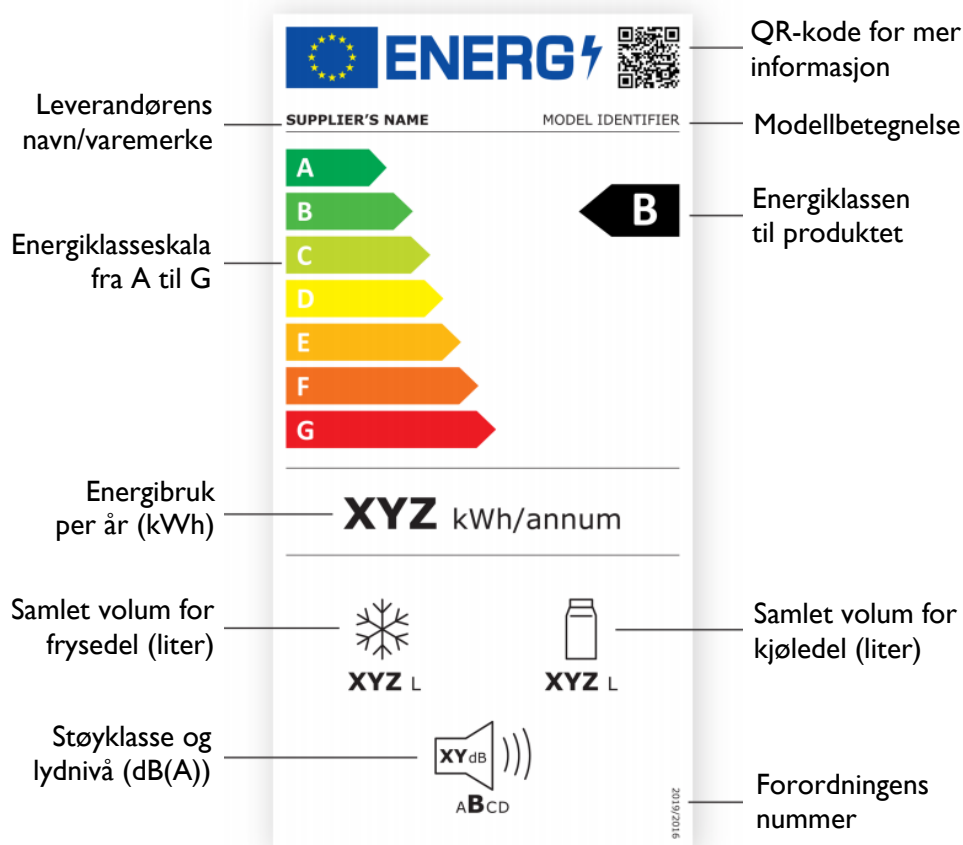 ENERG
QR-kode for mer
informasjon
Leverandørens
navn/varemerke
SUPPLIER'S NAME
MODEL IDENTIFIER
Modellbetegnelse
A
B
C
D
E
F
G
B
Energiklassen
til produktet
Energiklasseskala
fra A til G
Energibruk
per år (kWh)
XYZ kWh/annum
Samlet volum for
frysedel (liter)
XYZ L
XYZ L
Samlet volum for
kjøledel (liter)
Støyklasse og
lydnivå (dB(A))
XY dB
ABCD
2019/2016
Forordningens
nummer